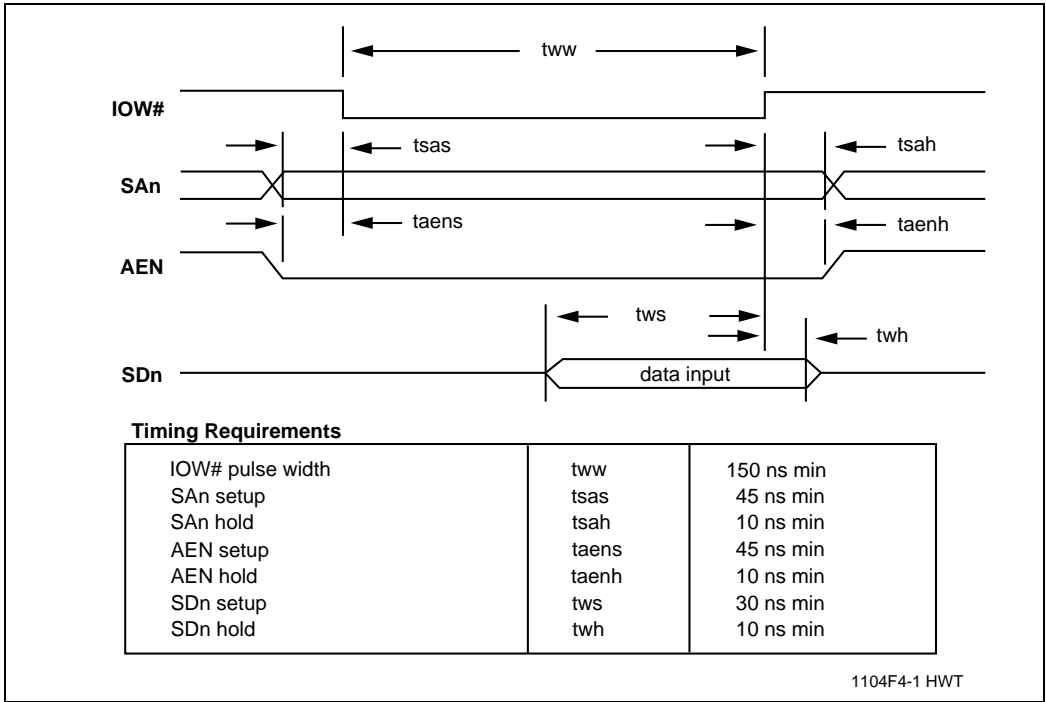 tww
IOW#
tsas
tsah
SAn
taens
taenh
AEN
tws
twh
SDn
data input
Timing Requirements
IOW# pulse width tww 150 ns min
SAn setup tsas 45 ns min
SAn hold tsah 10 ns min
AEN setup taens 45 ns min
AEN hold taenh 10 ns min
SDn setup tws 30 ns min
SDn hold twh 10 ns min
1104F4-1 HWT